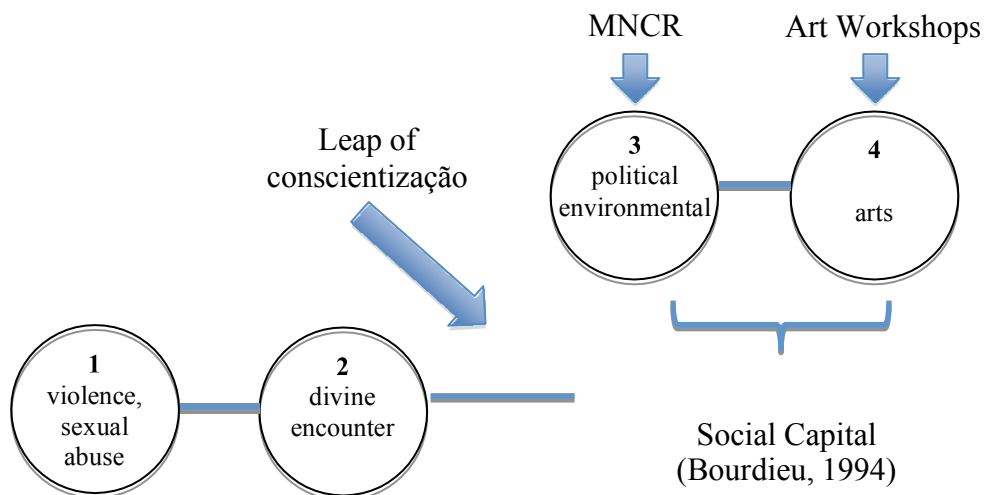 MNCR
Art Workshops
Leap of
conscientização
3
political
environmental
4
arts
1
violence,
sexual
abuse
2
divine
encounter
Social Capital
(Bourdieu, 1994)